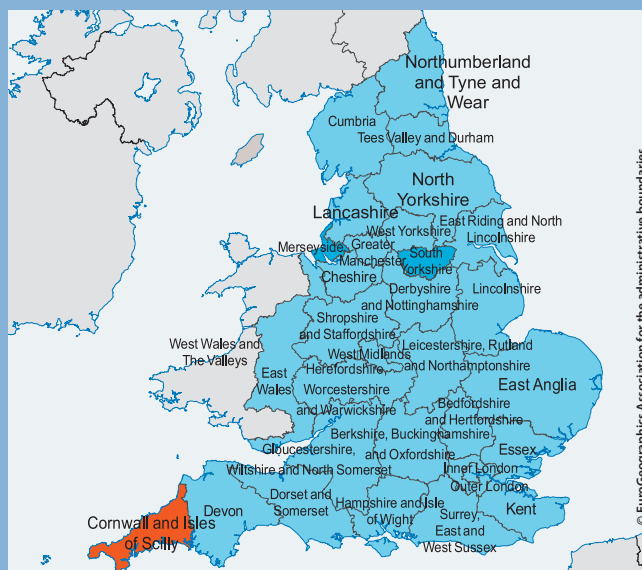 Northumberland
and Tyne and
Wear
Cumbria
Tees Valley and Durham
North
Yorkshire
Lancashire
West Yorkshire
East Riding and North
Lincolnshire
Merseyside
Greater
Manchester
South
Yorkshire
Cheshire
Derbyshire
and Nottinghamshire
Lincolnshire
Shropshire
and Staffordshire
West Wales and
The Valleys
West Midlands
Leicestershire, Rutland
and Northamptonshire
East
Wales
Herefordshire,
Worcestershire
and Warwickshire
East Anglia
Bedfordshire
and Hertfordshire
Berkshire, Buckinghamshire,
and Oxfordshire
Essex
Gloucestershire,
Wiltshire and North Somerset
Inner London
Outer London
Cornwall and Isles
of Scilly
Devon
Dorset and
Somerset
Hampshire and Isle
of Wight
Surrey,
East and
West Sussex
Kent
© EuroGeographics Association for the administrative boundaries